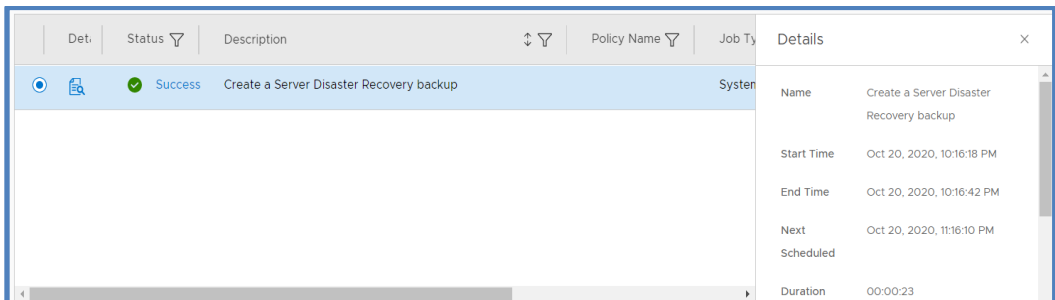 Deta Status Description Policy Name Job Ty
Success Create a Server Disaster Recovery backup System
Details
Name Create a Server Disaster
Recovery backup
Start Time Oct 20, 2020, 10:16:18 PM
End Time Oct 20, 2020, 10:16:42 PM
Next Oct 20, 2020, 11:16:10 PM
Scheduled
Duration 00:00:23